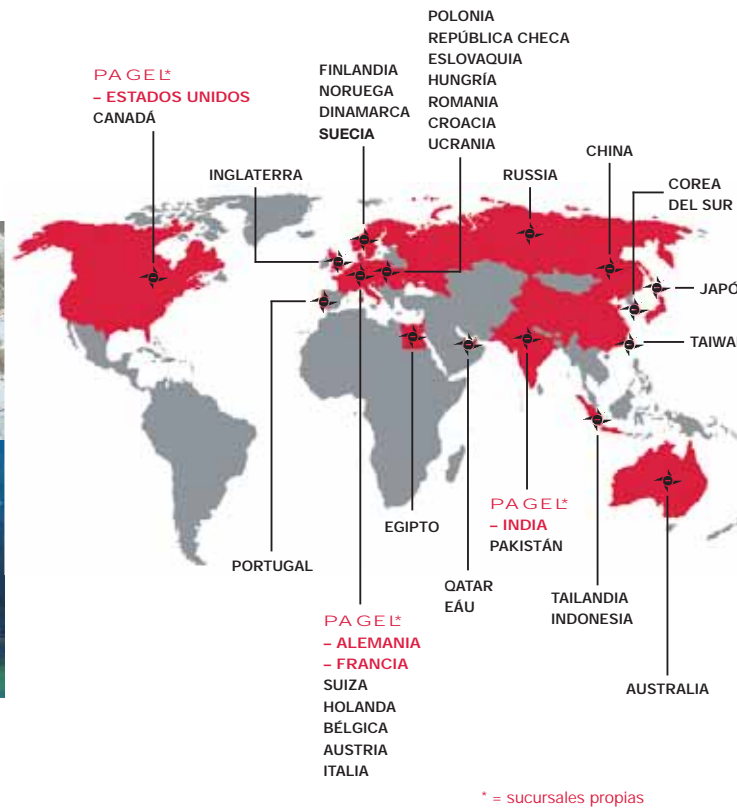 POLONIA
REPÚBLICA CHECA
ESLOVAQUIA
HUNGRÍA
ROMANIA
CROACIA
UCRANIA
PAGEL*
– ESTADOS UNIDOS
CANADÁ
FINLANDIA
NORUEGA
DINAMARCA
SUECIA
INGLATERRA
RUSSIA
CHINA
COREA
DEL SUR
JAPÓ
TAIWA
EGIPTO
PORTUGAL
PAGEL*
– INDIA
PAKISTÁN
QATAR
EÁU
TAILANDIA
INDONESIA
AUSTRALIA
PAGEL*
– ALEMANIA
– FRANCIA
SUIZA
HOLANDA
BÉLGICA
AUSTRIA
ITALIA
* = sucursales propias